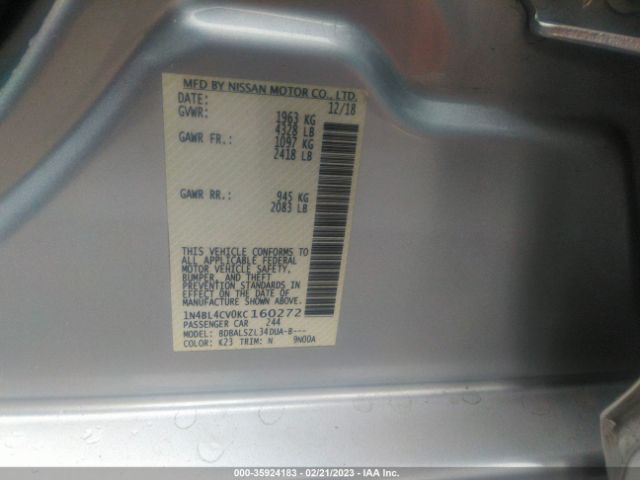 MFD BY NISSAN MOTOR CO., LTD.
DATE: 12/18
GVWR: 1963 KG
4328 LB
GAWR FR.: 1097 KG
2418 LB
GAWR RR.: 945 KG
2083 LB
THIS VEHICLE CONFORMS TO
ALL APPLICABLE FEDERAL
MOTOR VEHICLE SAFETY,
BUMPER, AND THEFT
PREVENTION STANDARDS IN
EFFECT ON THE DATE OF
MANUFACTURE SHOWN ABOVE.
1N4BL4CV0KC160272
PASSENGER CAR 244
MODEL: BDBALSZL34DUA-B---
COLOR: K23 TRIM: N 9N00A
000-35924183 - 02/21/2023 - IAA Inc.